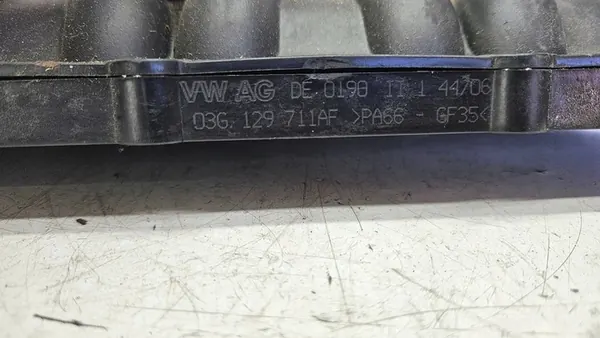 VW AG DE 0190 II 1 44706
03G 129 711AF >PA66 - GF35<